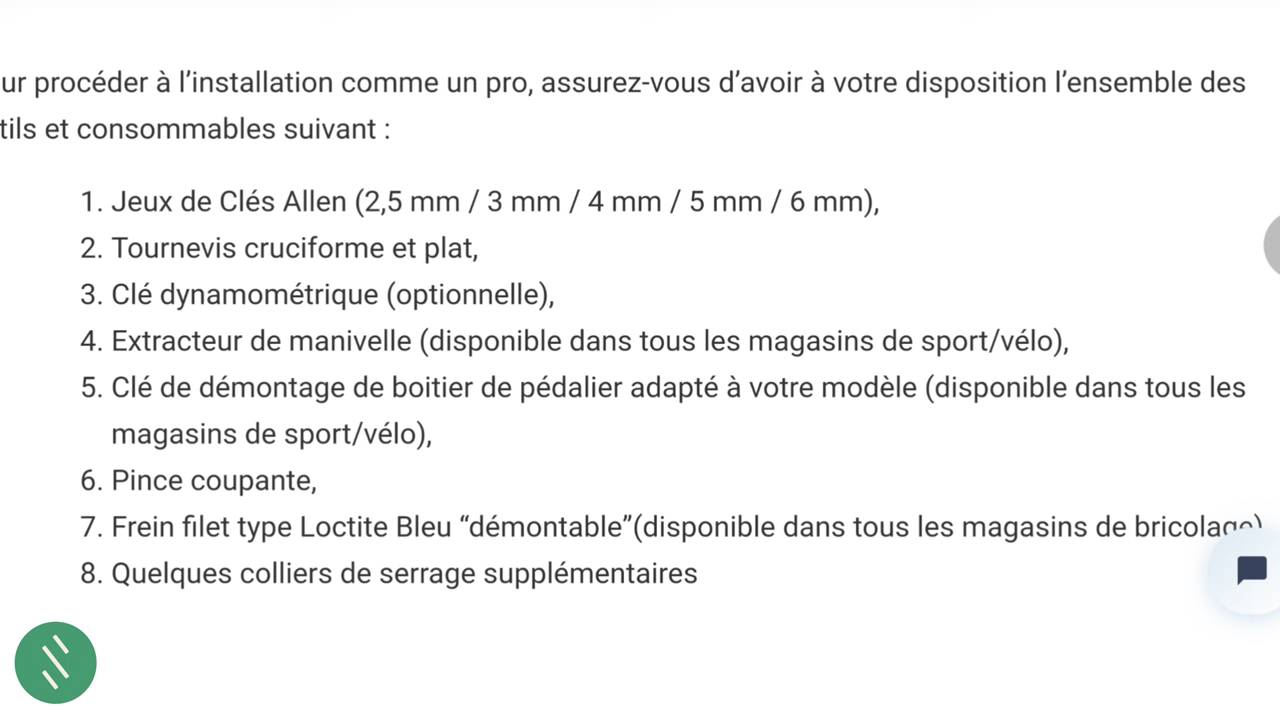 ur procéder à l’installation comme un pro, assurez-vous d’avoir à votre disposition l’ensemble des
tils et consommables suivant :
1. Jeux de Clés Allen (2,5 mm / 3 mm / 4 mm / 5 mm / 6 mm),
2. Tournevis cruciforme et plat,
3. Clé dynamométrique (optionnelle),
4. Extracteur de manivelle (disponible dans tous les magasins de sport/vélo),
5. Clé de démontage de boitier de pédalier adapté à votre modèle (disponible dans tous les
magasins de sport/vélo),
6. Pince coupante,
7. Frein filet type Loctite Bleu “démontable”(disponible dans tous les magasins de bricolage)
8. Quelques colliers de serrage supplémentaires